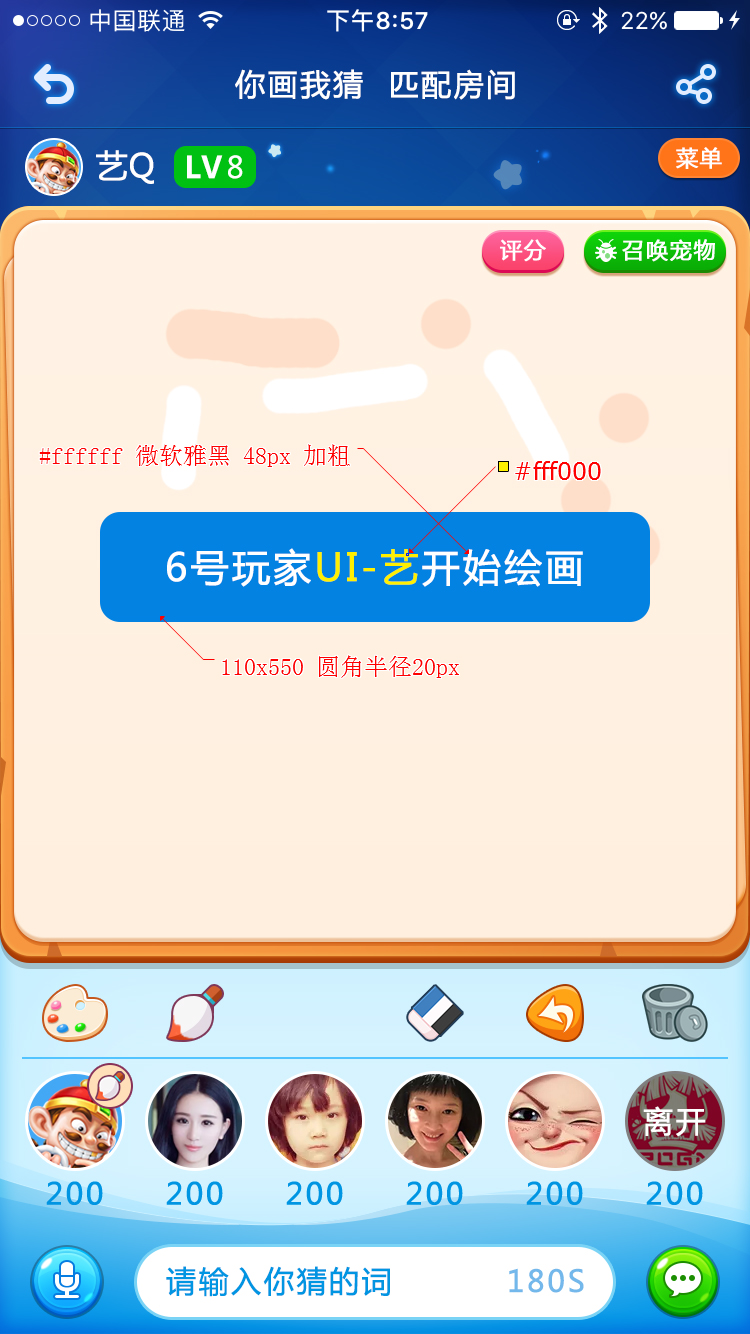 中国联通 下午8:57 22%
你画我猜 匹配房间
艺Q LV8 菜单
评分 召唤宠物
#ffffff 微软雅黑 48px 加粗
#fff000
6号玩家UI-艺开始绘画
110x550 圆角半径20px
离开
200 200 200 200 200 200
请输入你猜的词 180S